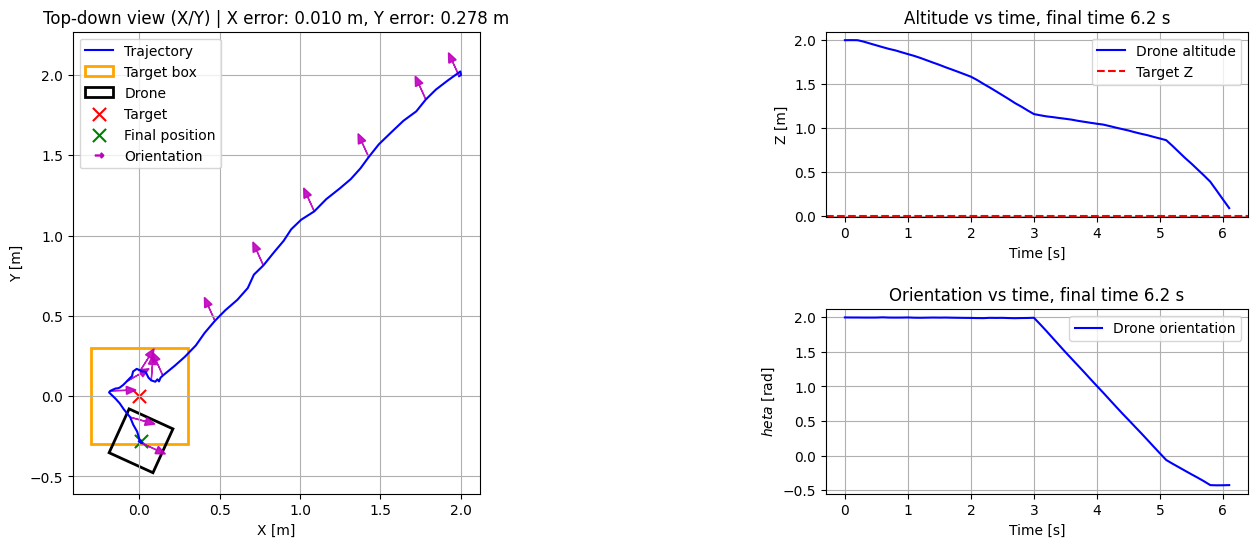 Top-down view (X/Y) | X error: 0.010 m, Y error: 0.278 m
Trajectory
Target box
Drone
Target
Final position
Orientation
2.0
1.5
1.0
0.5
0.0
−0.5
Y [m]
0.0
0.5
1.0
1.5
2.0
X [m]
Altitude vs time, final time 6.2 s
Drone altitude
Target Z
2.0
1.5
1.0
0.5
0.0
Z [m]
0
1
2
3
4
5
6
Time [s]
Orientation vs time, final time 6.2 s
Drone orientation
2.0
1.5
1.0
0.5
0.0
−0.5
heta [rad]
0
1
2
3
4
5
6
Time [s]